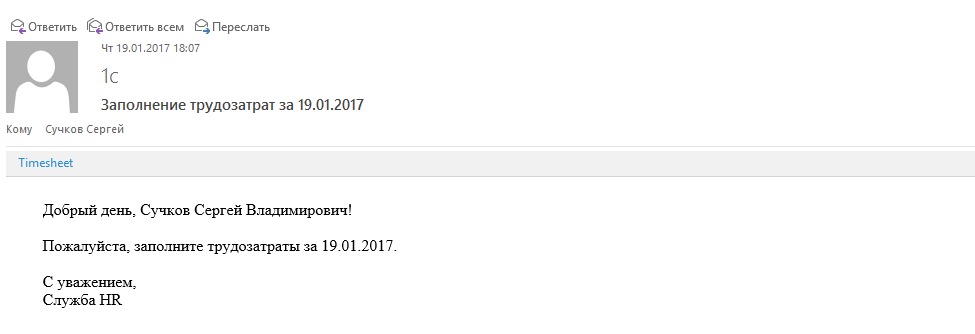 Ответить Ответить всем Переслать
Чт 19.01.2017 18:07
1c
Заполнение трудозатрат за 19.01.2017
Кому Сучков Сергей
Timesheet
Добрый день, Сучков Сергей Владимирович!
Пожалуйста, заполните трудозатраты за 19.01.2017.
С уважением,
Служба HR